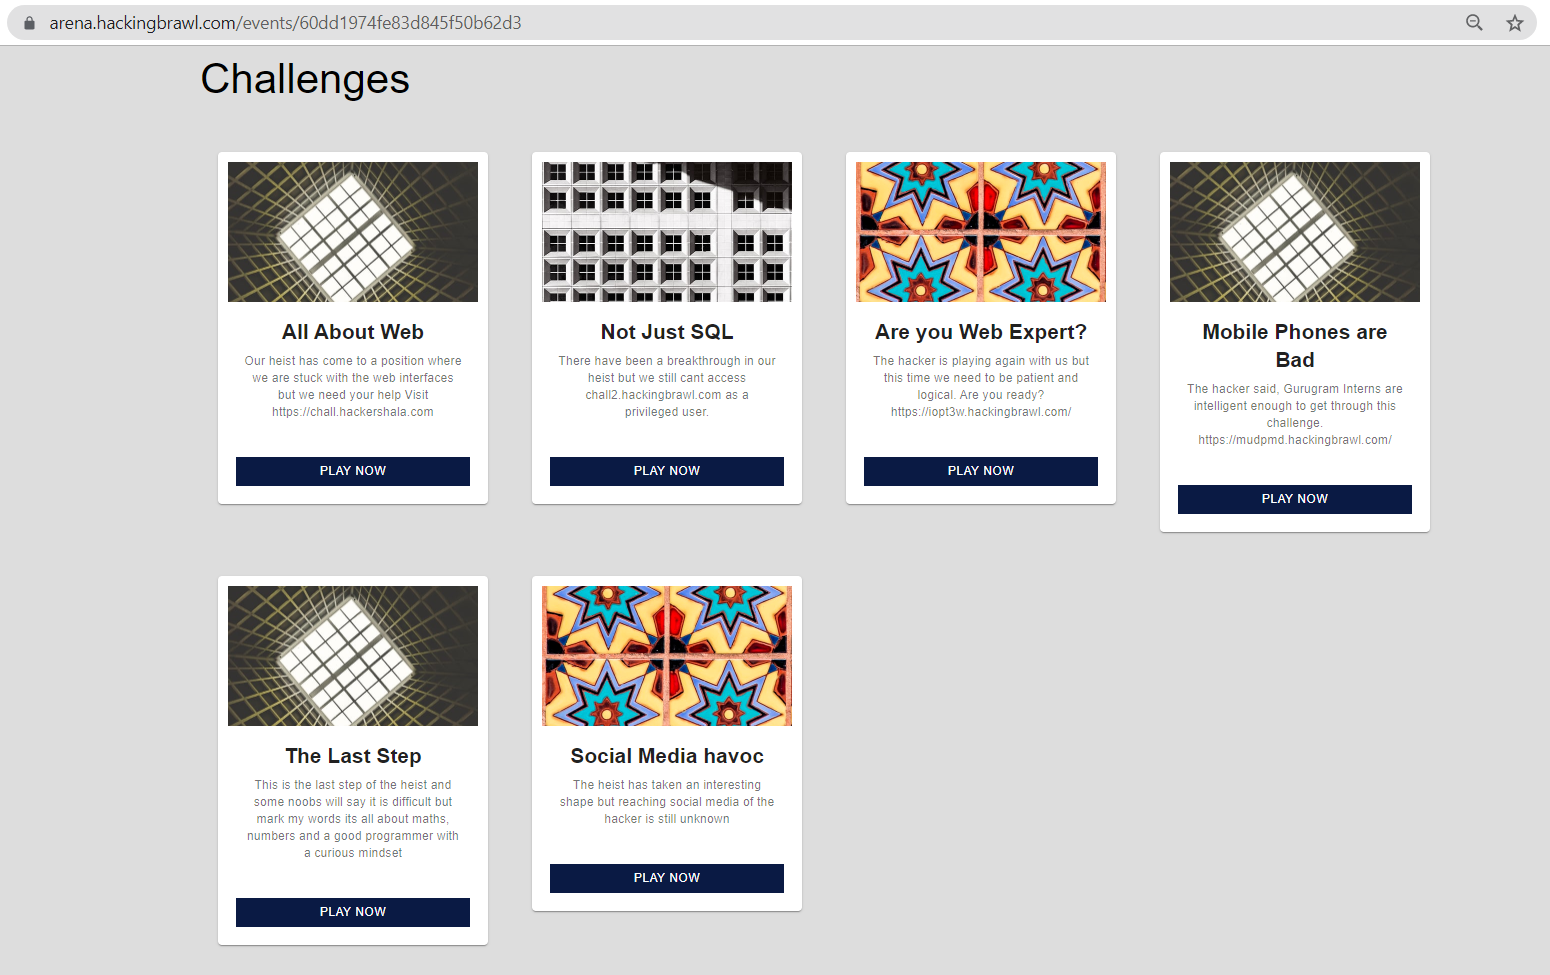 arena.hackingbrawl.com/events/60dd1974fe83d845f50b62d3
Challenges
All About Web
Our heist has come to a position where
we are stuck with the web interfaces
but we need your help Visit
https://chall.hackershala.com
PLAY NOW
Not Just SQL
There have been a breakthrough in our
heist but we still cant access
chall2.hackingbrawl.com as a
privileged user.
PLAY NOW
Are you Web Expert?
The hacker is playing again with us but
this time we need to be patient and
logical. Are you ready?
https://iopt3w.hackingbrawl.com/
PLAY NOW
Mobile Phones are
Bad
The hacker said, Gurugram Interns are
intelligent enough to get through this
challenge.
https://mudpmd.hackingbrawl.com/
PLAY NOW
The Last Step
This is the last step of the heist and
some noobs will say it is difficult but
mark my words its all about maths,
numbers and a good programmer with
a curious mindset
PLAY NOW
Social Media havoc
The heist has taken an interesting
shape but reaching social media of the
hacker is still unknown
PLAY NOW